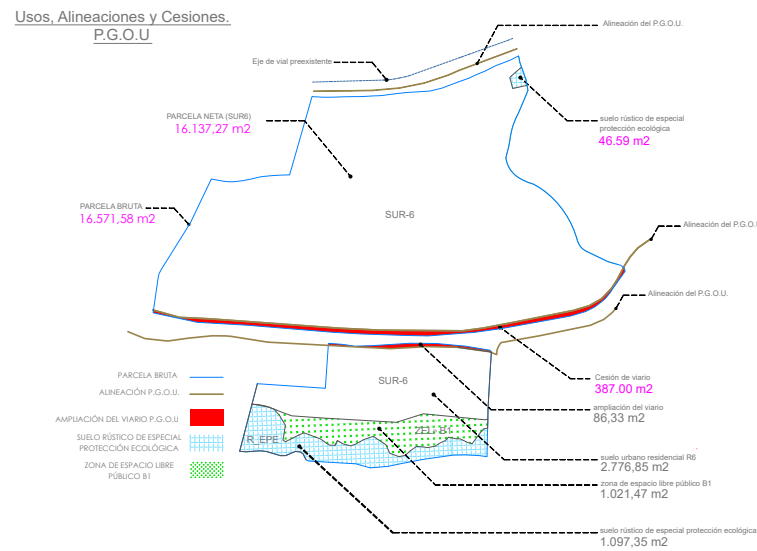 Usos, Alineaciones y Cesiones.
P.G.O.U
Alineación del P.G.O.U.
Eje de vial preexistente
PARCELA NETA (SUR6)
16.137,27 m2
suelo rústico de especial
protección ecológica
46.59 m2
PARCELA BRUTA
16.571,58 m2
SUR-6
Alineación del P.G.O.U
Alineación del P.G.O.U.
PARCELA BRUTA
SUR-6
Cesión de viario
387.00 m2
ALINEACIÓN P.G.O.U.
ampliación del viario
86,33 m2
AMPLIACIÓN DEL VIARIO P.G.O.U
SUELO RÚSTICO DE ESPECIAL
PROTECCIÓN ECOLÓGICA
R_EPE
ZELP B1
suelo urbano residencial R6
2.776,85 m2
ZONA DE ESPACIO LIBRE
PÚBLICO B1
zona de espacio libre público B1
1.021,47 m2
suelo rústico de especial protección ecológica
1.097,35 m2